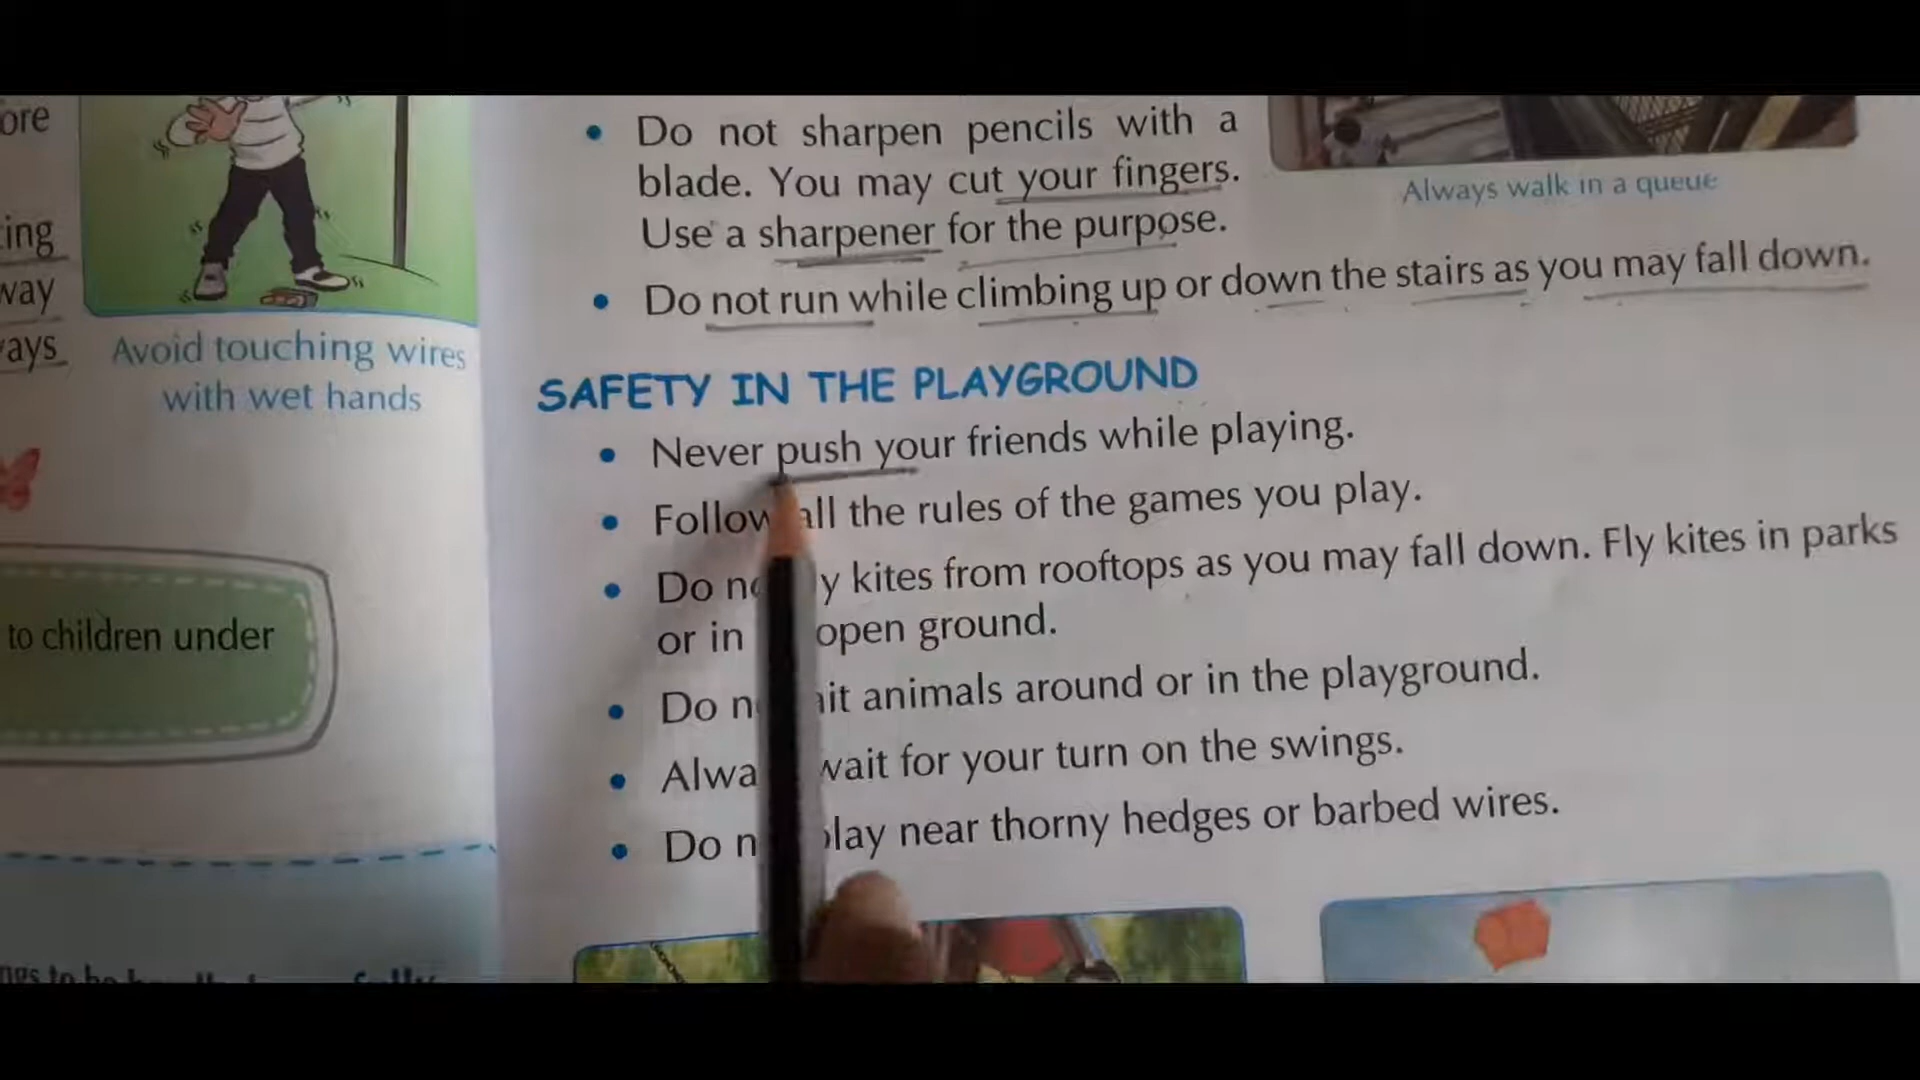 ore
ing
way
ays
Avoid touching wires
with wet hands
to children under
• Do not sharpen pencils with a
blade. You may cut your fingers.
Use a sharpener for the purpose.
Always walk in a queue
• Do not run while climbing up or down the stairs as you may fall down.
SAFETY IN THE PLAYGROUND
• Never push your friends while playing.
• Follow all the rules of the games you play.
• Do y kites from rooftops as you may fall down. Fly kites in parks
or in open ground.
• Do animals around or in the playground.
• wait for your turn on the swings.
• Do play near thorny hedges or barbed wires.